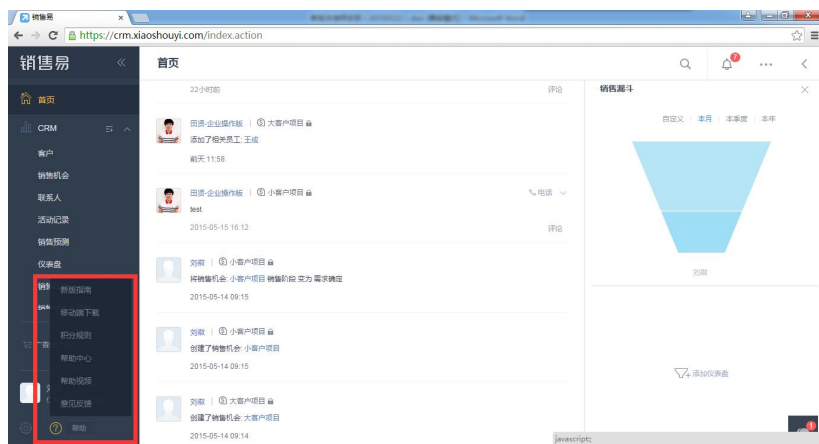 销售易
https://crm.xiaoshouyi.com/index.action
销售易
首页
7
首页
CRM
客户
销售机会
联系人
活动记录
销售预测
仪表盘
新版指南
移动端下载
积分规则
帮助中心
帮助视频
意见反馈
帮助
22小时前
评论
田贤-企业操作版 | 大客户项目
添加了相关员工: 王成
前天 11:58
田贤-企业操作版 | 小客户项目
电话
test
2015-05-15 16:12
评论
| 小客户项目
将销售机会: 小客户项目 销售阶段 变为 需求确定
2015-05-14 09:15
| 小客户项目
创建了销售机会: 小客户项目
2015-05-14 09:15
| 大客户项目
创建了销售机会: 大客户项目
2015-05-14 09:14
销售漏斗
自定义 | 本月 | 本季度 | 本年
添加仪表盘
javascript:;